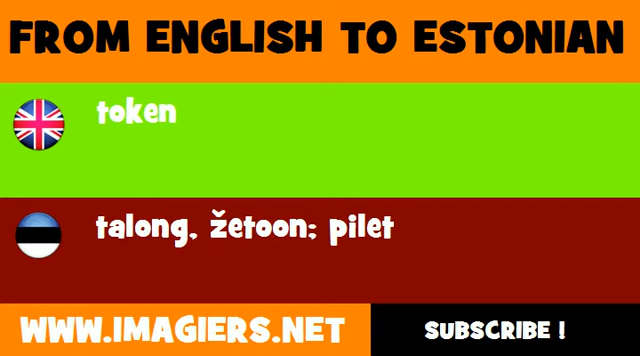 FROM ENGLISH TO ESTONIAN
token
talong, žetoon; pilet
WWW.IMAGIERS.NET
SUBSCRIBE !